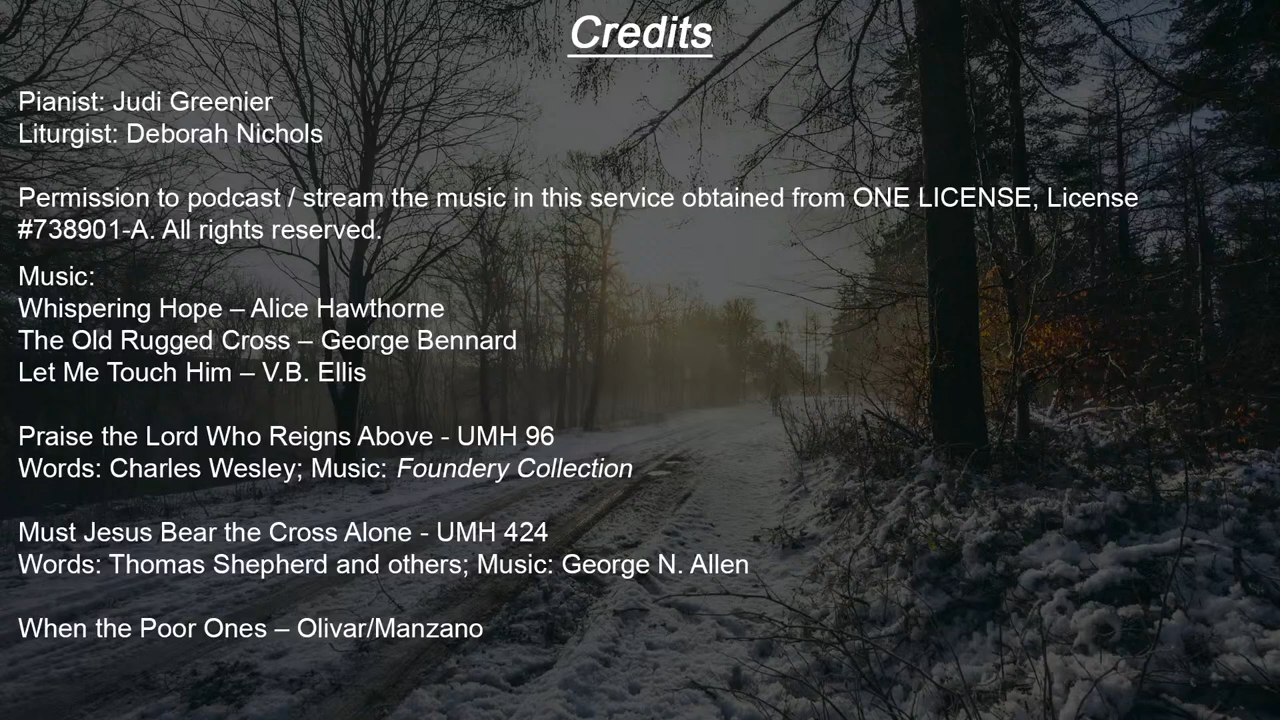 Credits
Pianist: Judi Greenier
Liturgist: Deborah Nichols
Permission to podcast / stream the music in this service obtained from ONE LICENSE, License
#738901-A. All rights reserved.
Music:
Whispering Hope – Alice Hawthorne
The Old Rugged Cross – George Bennard
Let Me Touch Him – V.B. Ellis
Praise the Lord Who Reigns Above - UMH 96
Words: Charles Wesley; Music: Foundery Collection
Must Jesus Bear the Cross Alone - UMH 424
Words: Thomas Shepherd and others; Music: George N. Allen
When the Poor Ones – Olivar/Manzano